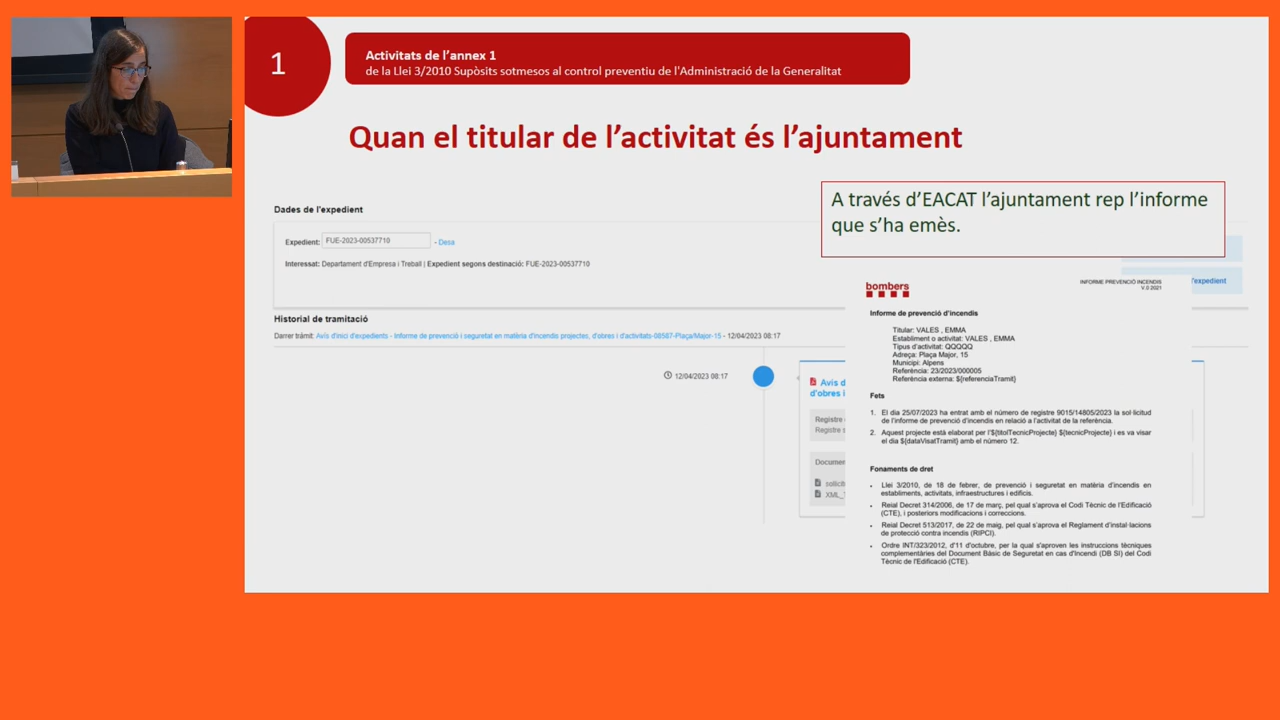 1
Activitats de l'annex 1
de la Llei 3/2010 Supòsits sotmesos al control preventiu de l'Administració de la Generalitat
Quan el titular de l'activitat és l'ajuntament
A través d'EACAT l'ajuntament rep l'informe
que s'ha emès.
Dades de l'expedient
Expedient: FUE-2023-00537710 - Desa
Interessat: Departament d'Empresa i Treball | Expedient segons destinació: FUE-2023-00537710
l'expedient
Historial de tramitació
Darrer tràmit: Avís d'inici d'expedients - Informe de prevenció i seguretat en matèria d'incendis projectes, d'obres i d'activitats-08587-Plaça/Major-15 - 12/04/2023 08:17
12/04/2023 08:17
Avís d
d'obres i
Registre
Registre s
Documen
sol·licit
XML_
bombers
INFORME PREVENCIÓ INCENDIS
V.0 2021
Informe de prevenció d'incendis
Titular: VALES , EMMA
Establiment o activitat: VALES , EMMA
Tipus d'activitat: QQQQQ
Adreça: Plaça Major, 15
Municipi: Alpens
Referència: 23/2023/000005
Referència externa: ${referenciaTramit}
Fets
1. El dia 25/07/2023 ha entrat amb el número de registre 9015/14805/2023 la sol·licitud
de l'informe de prevenció d'incendis en relació a l'activitat de la referència.
2. Aquest projecte està elaborat per l'${titolTecnicProjecte} ${tecnicProjecte} i es va visar
el dia ${dataVisatTramit} amb el número 12.
Fonaments de dret
• Llei 3/2010, de 18 de febrer, de prevenció i seguretat en matèria d'incendis en
establiments, activitats, infraestructures i edificis.
• Reial Decret 314/2006, de 17 de març, pel qual s'aprova el Codi Tècnic de l'Edificació
(CTE), i posteriors modificacions i correccions.
• Reial Decret 513/2017, de 22 de maig, pel qual s'aprova el Reglament d'instal·lacions
de protecció contra incendis (RIPCI).
• Ordre INT/323/2012, d'11 d'octubre, per la qual s'aproven les instruccions tècniques
complementàries del Document Bàsic de Seguretat en cas d'Incendi (DB SI) del Codi
Tècnic de l'Edificació (CTE).